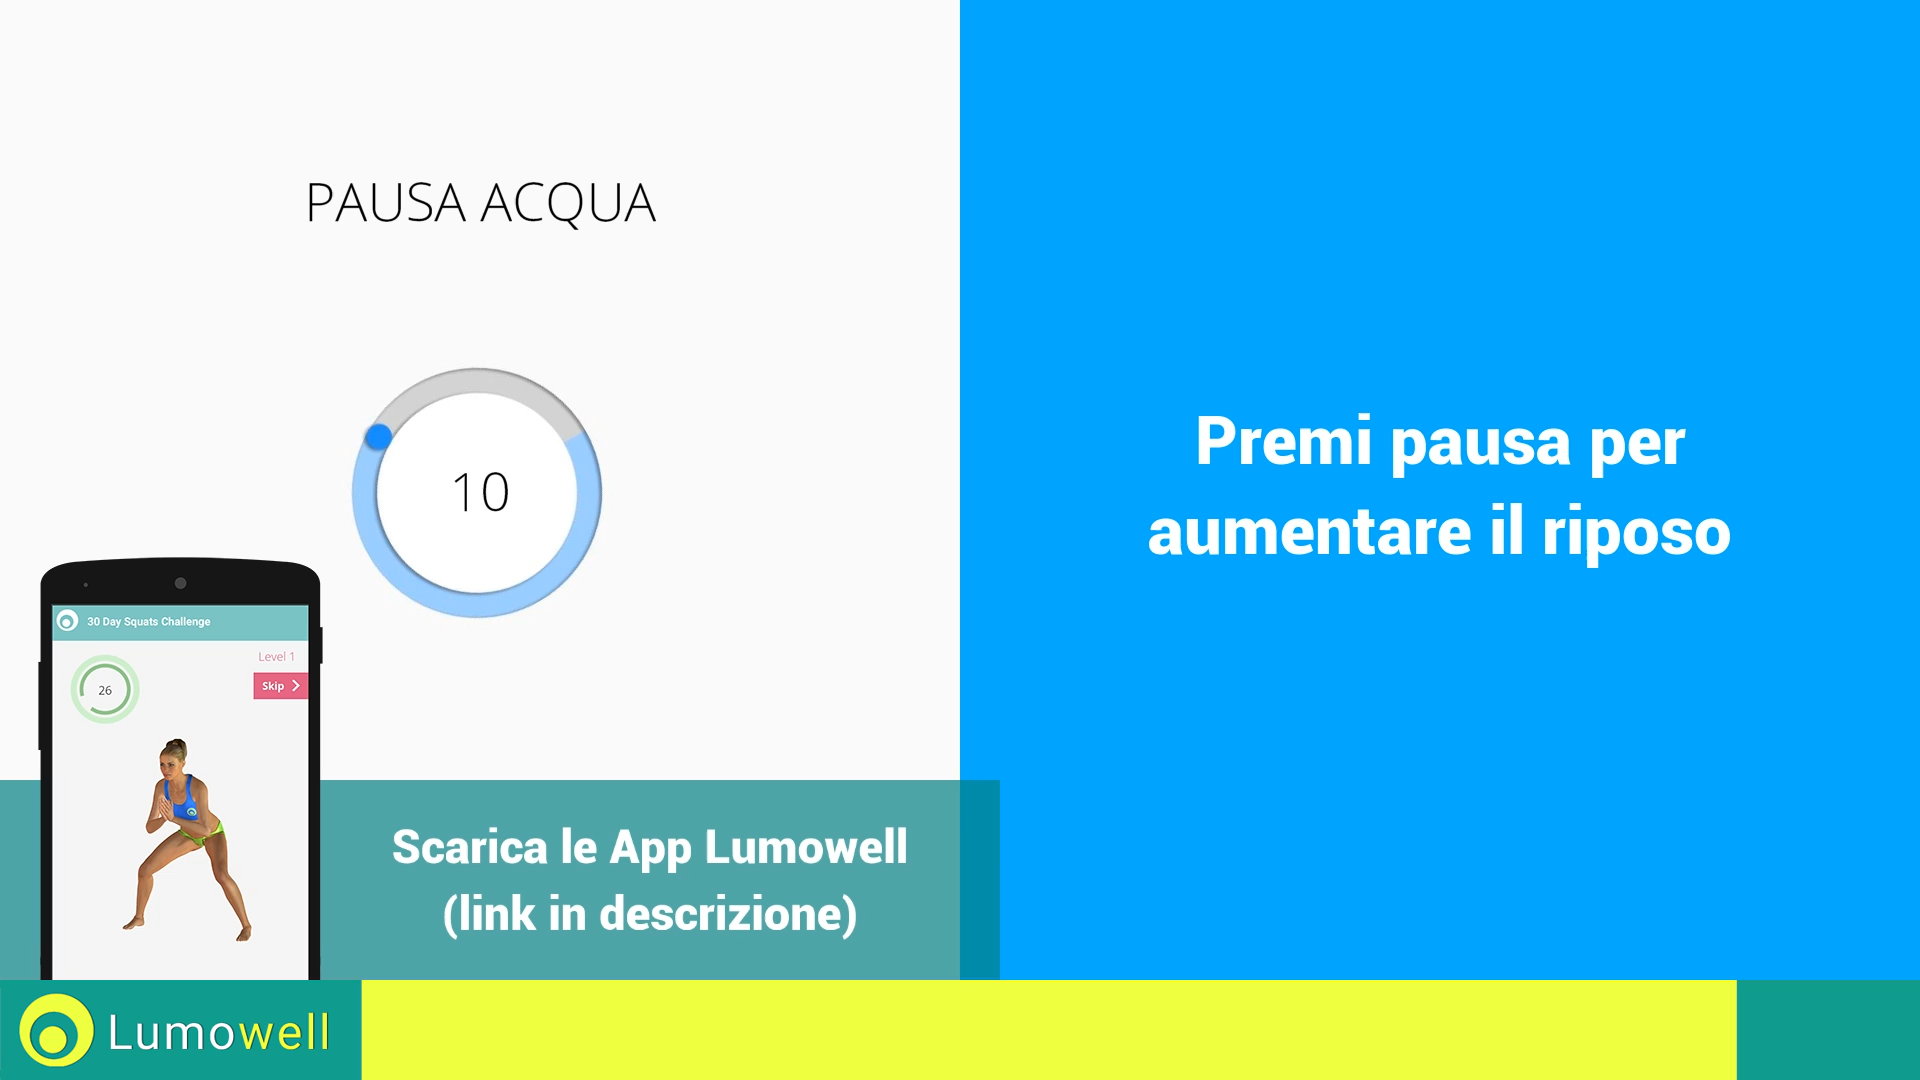 PAUSA ACQUA
10
Premi pausa per
aumentare il riposo
30 Day Squats Challenge
Level 1
Skip
26
Scarica le App Lumowell
(link in descrizione)
Lumowell